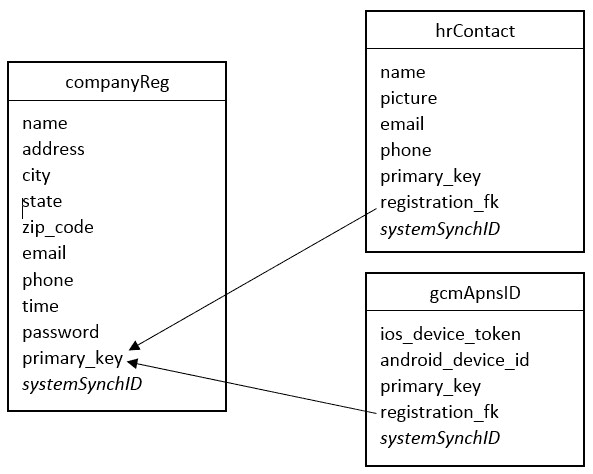 companyReg
name
address
city
state
zip_code
email
phone
time
password
primary_key
systemSynchID
hrContact
name
picture
email
phone
primary_key
registration_fk
systemSynchID
gcmApnsID
ios_device_token
android_device_id
primary_key
registration_fk
systemSynchID